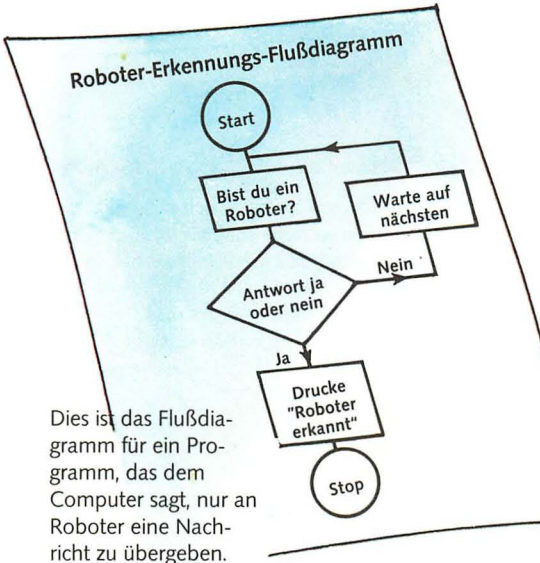 Roboter-Erkennungs-Flußdiagramm
Start
Bist du ein
Roboter?
Warte auf
nächsten
Antwort ja
oder nein
Nein
Ja
Drucke
"Roboter
erkannt"
Stop
Dies ist das Flußdia-
gramm für ein Pro-
gramm, das dem
Computer sagt, nur an
Roboter eine Nach-
richt zu übergeben.